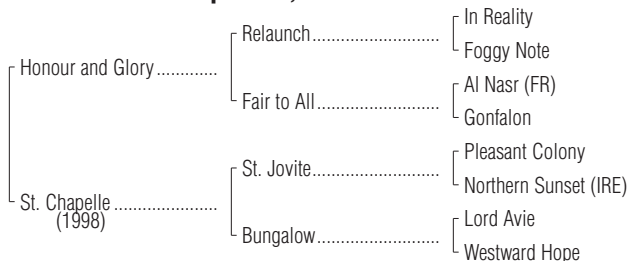 In Reality
Relaunch
Foggy Note
Honour and Glory
Al Nasr (FR)
Fair to All
Gonfalon
Pleasant Colony
St. Jovite
Northern Sunset (IRE)
St. Chapelle
(1998)
Lord Avie
Bungalow
Westward Hope